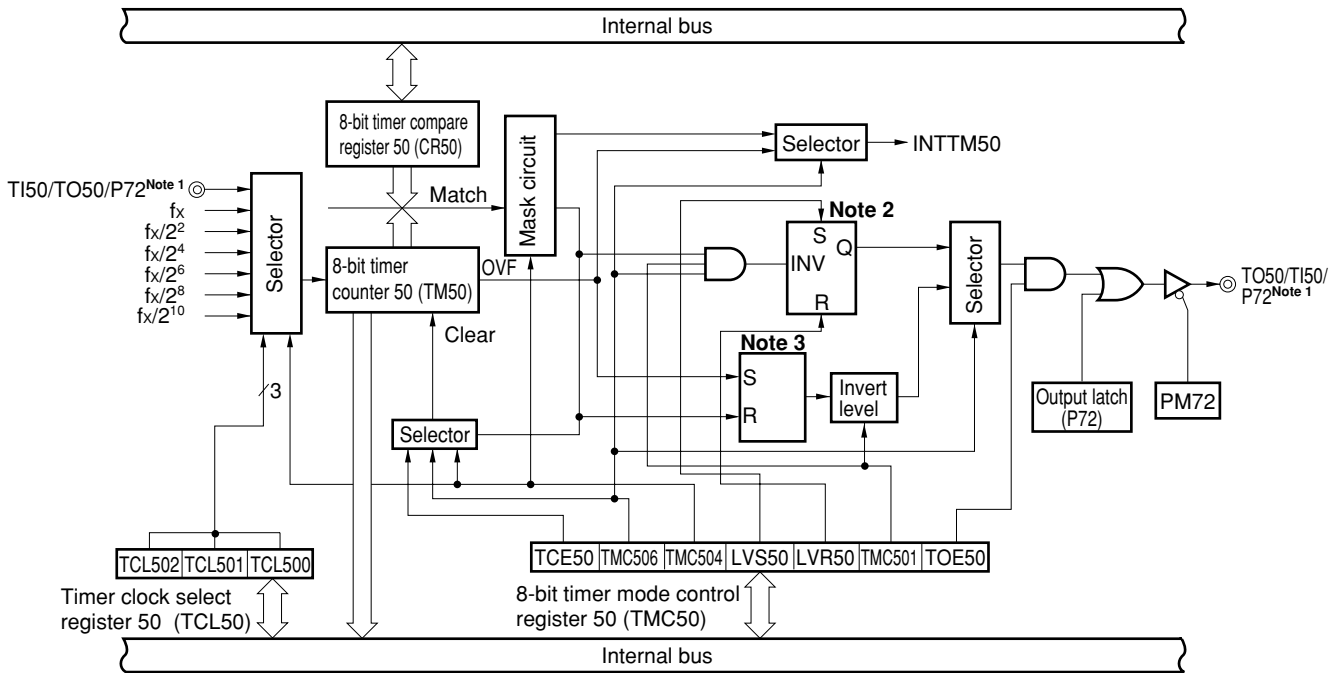 Internal bus
8-bit timer compare
register 50 (CR50)
Mask circuit
Selector
INTTM50
TI50/TO50/P72Note 1
fX
fX/2²
fX/2⁴
fX/2⁶
fX/2⁸
fX/2¹⁰
Selector
Match
8-bit timer
counter 50 (TM50)
OVF
Clear
Note 2
S
Q
INV
R
Selector
TO50/TI50/
P72Note 1
Note 3
S
R
Invert
level
Output latch
(P72)
PM72
3
Selector
TCL502
TCL501
TCL500
Timer clock select
register 50 (TCL50)
TCE50
TMC506
TMC504
LVS50
LVR50
TMC501
TOE50
8-bit timer mode control
register 50 (TMC50)
Internal bus